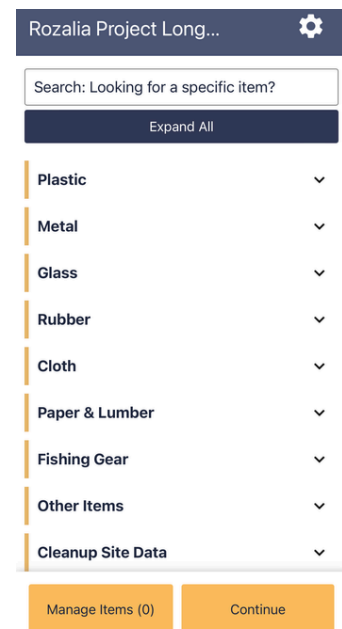 Rozalia Project Long...
Search: Looking for a specific item?
Expand All
Plastic
Metal
Glass
Rubber
Cloth
Paper & Lumber
Fishing Gear
Other Items
Cleanup Site Data
Manage Items (0)
Continue